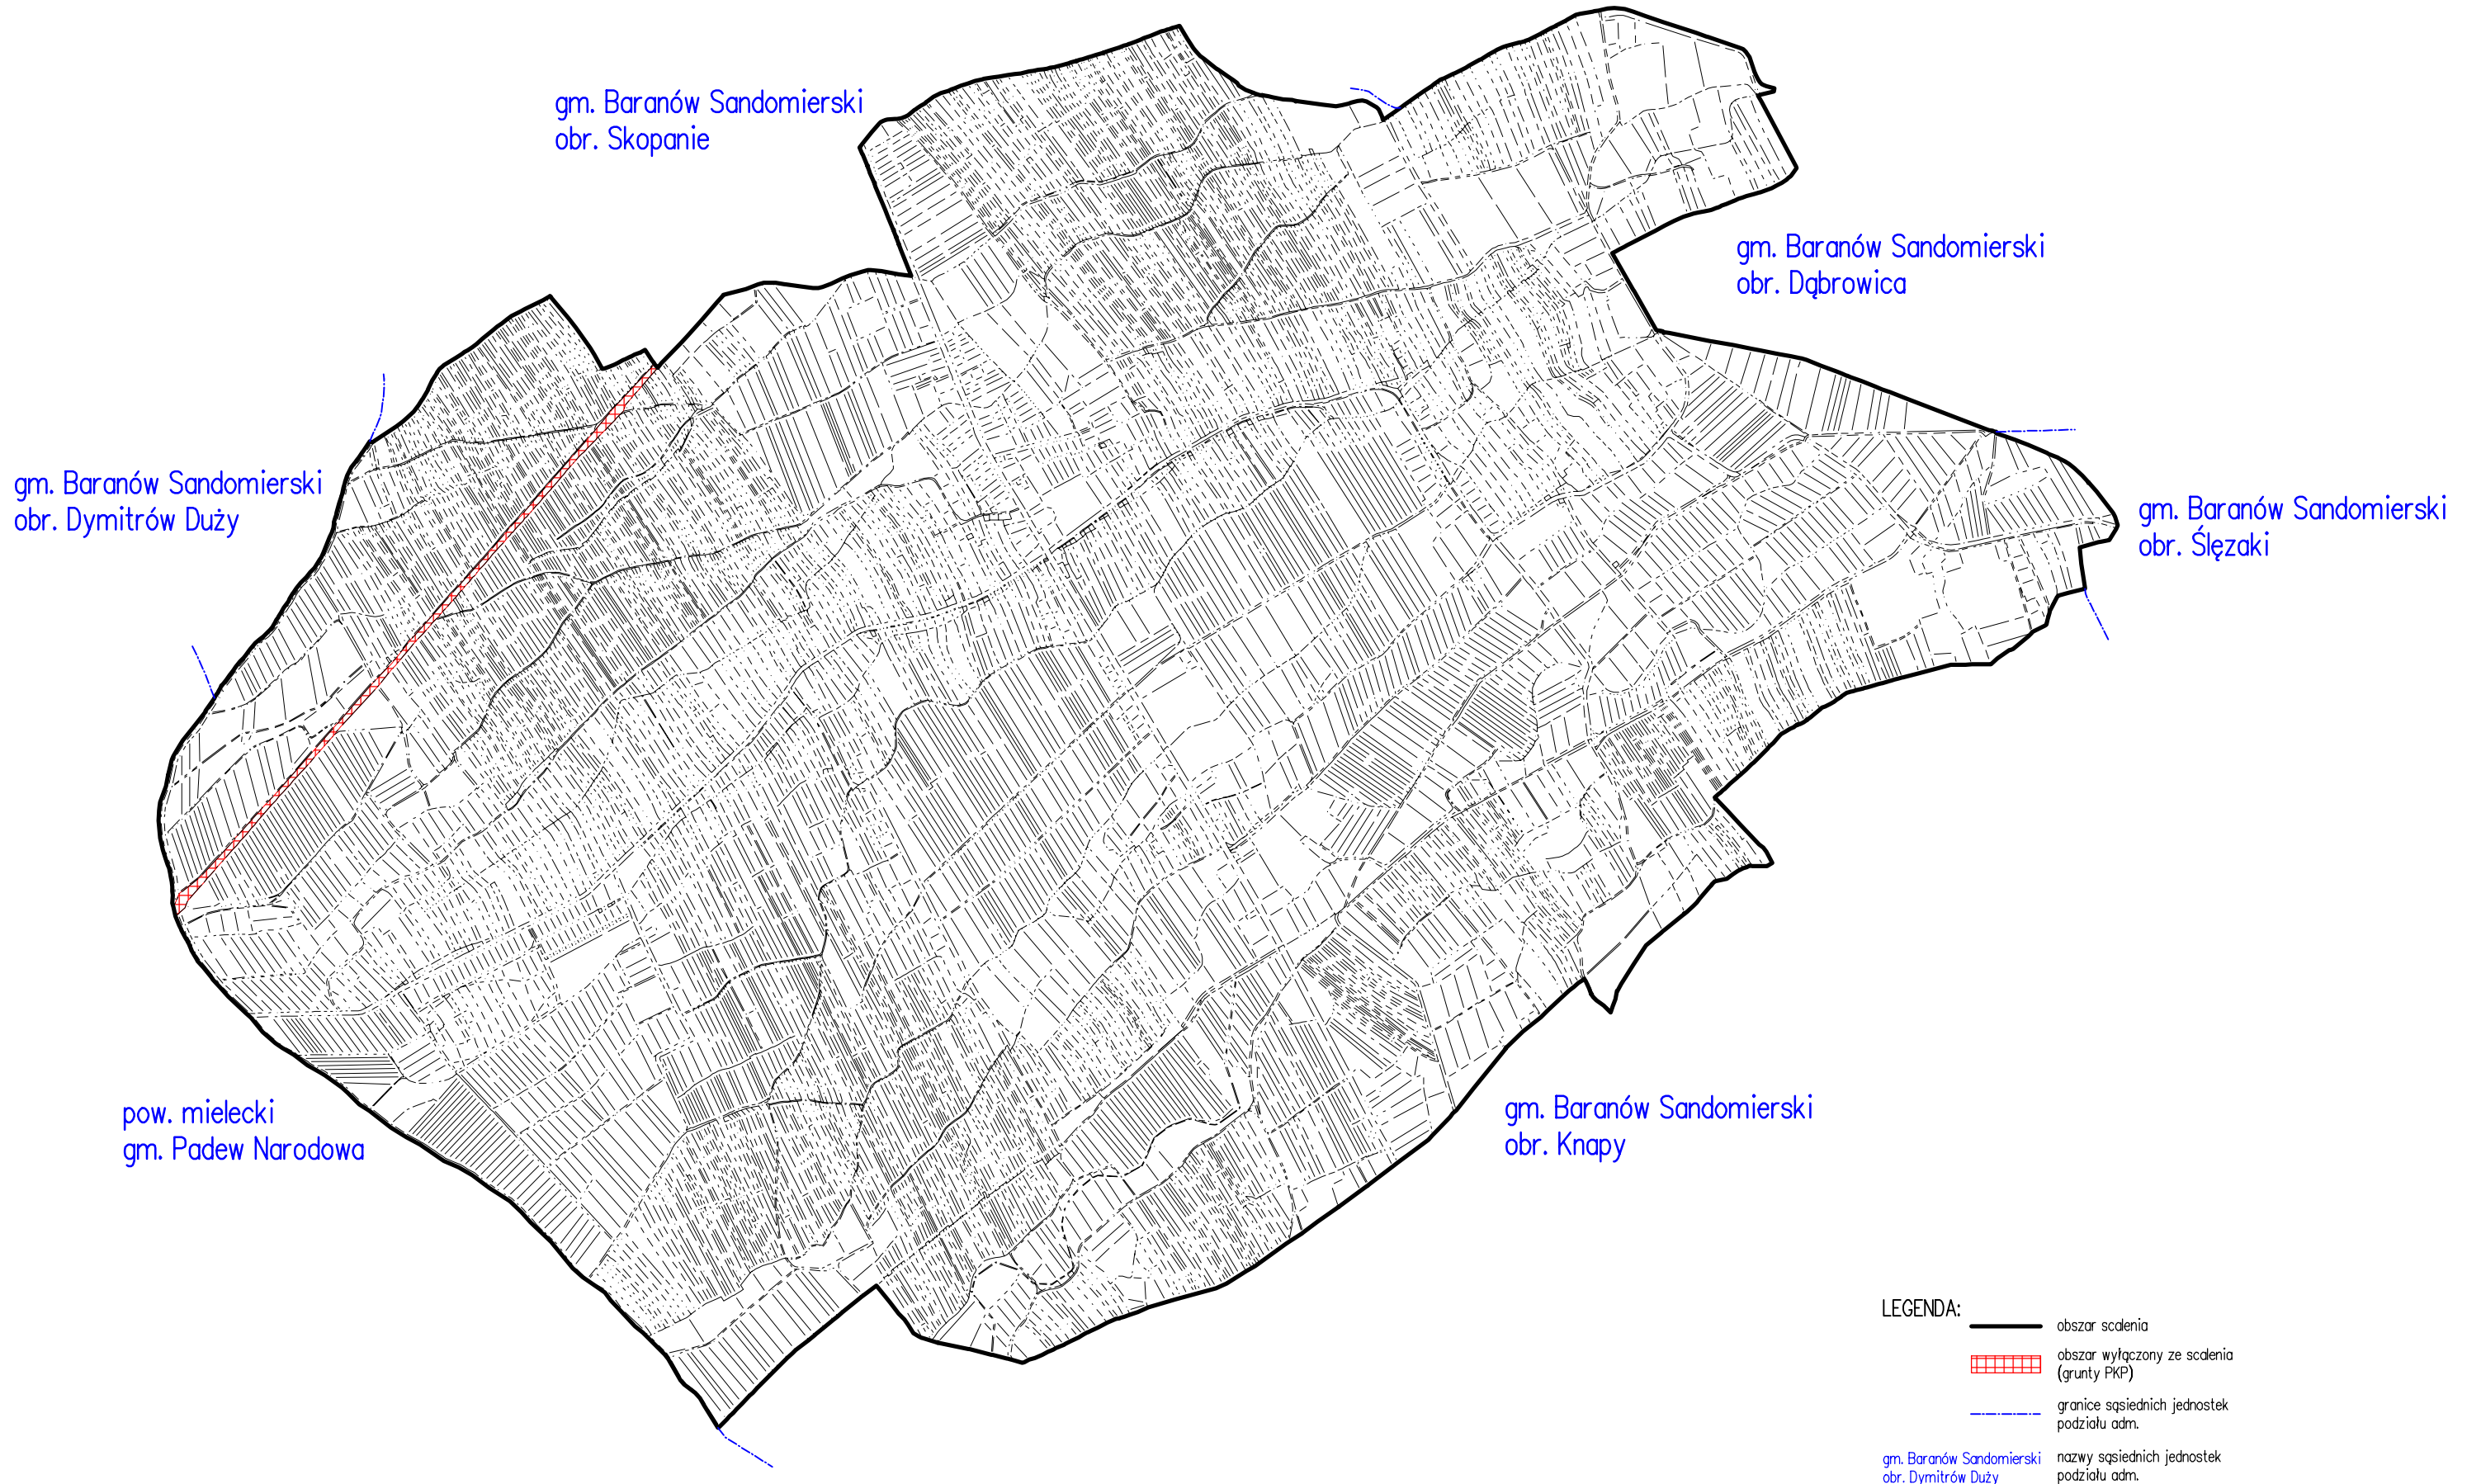 gm. Baranów Sandomierski
obr. Skopanie
gm. Baranów Sandomierski
obr. Dąbrowica
gm. Baranów Sandomierski
obr. Dymitrów Duży
gm. Baranów Sandomierski
obr. Ślęzaki
pow. mielecki
gm. Padew Narodowa
gm. Baranów Sandomierski
obr. Knapy
LEGENDA:
obszar scalenia
obszar wyłączony ze scalenia
(grunty PKP)
granice sąsiednich jednostek
podziału adm.
gm. Baranów Sandomierski
obr. Dymitrów Duży
nazwy sąsiednich jednostek
podziału adm.